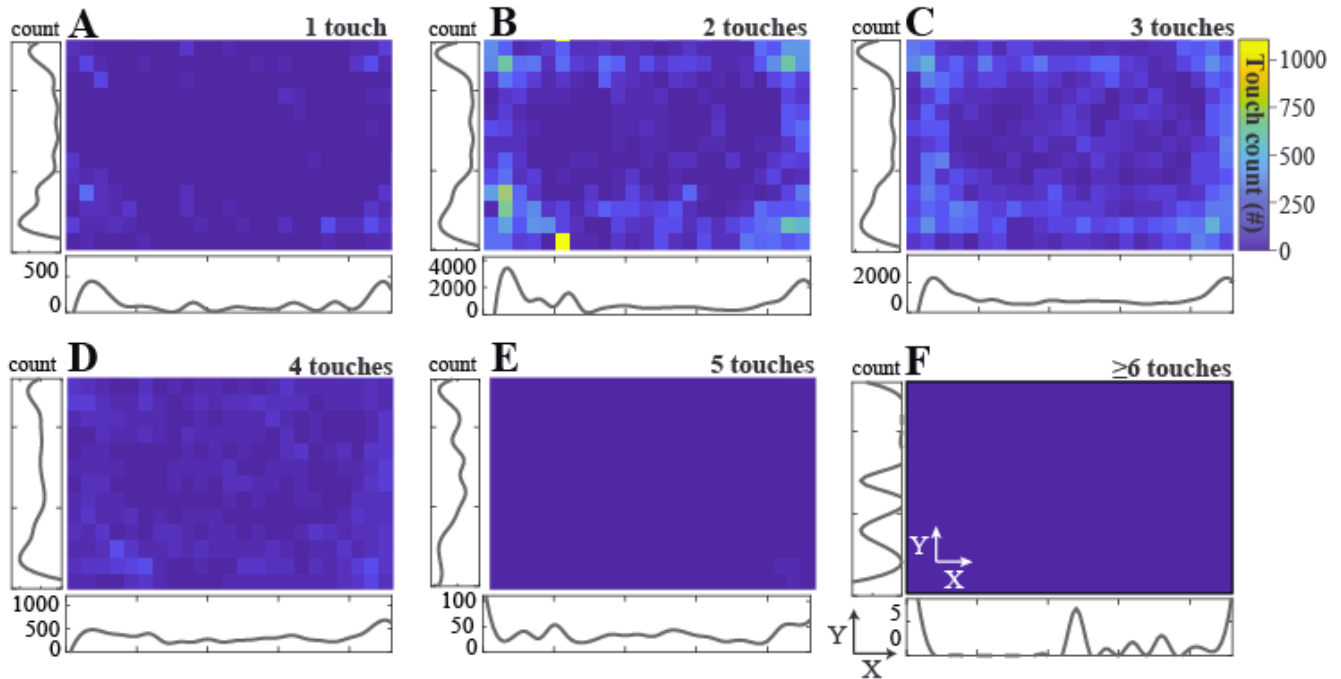 count A 1 touch
500
0
count B 2 touches
4000
2000
0
count C 3 touches
2000
0
1000
750
500
250
0
Touch count (#)
count D 4 touches
1000
500
0
count E 5 touches
100
50
0
count F ≥6 touches
Y
X
5
0
Y
X